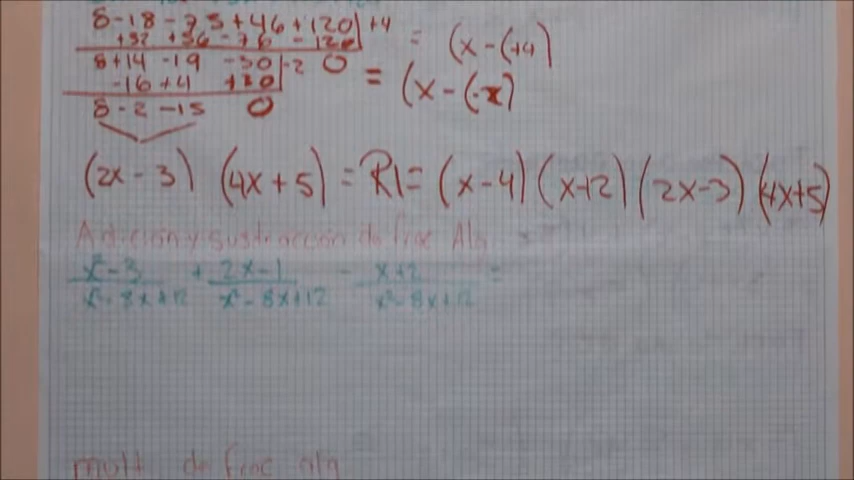 8-18-75+46+120|+4 = (x-(+4)
+32 +56 -76 -120
8+14 -19 -30|-2 0
-16 +4 +30 = (x-(-x)
8-2-15 0
(2x-3) (4x+5) = R1= (x-4) (x+2) (2x-3) (4x+5)
Adición y sustracción de frac Alg =
x²-3 + 2x-1 - x+2 =
x²-8x+12 x²-8x+12 x²-8x+12
mult de frac alg